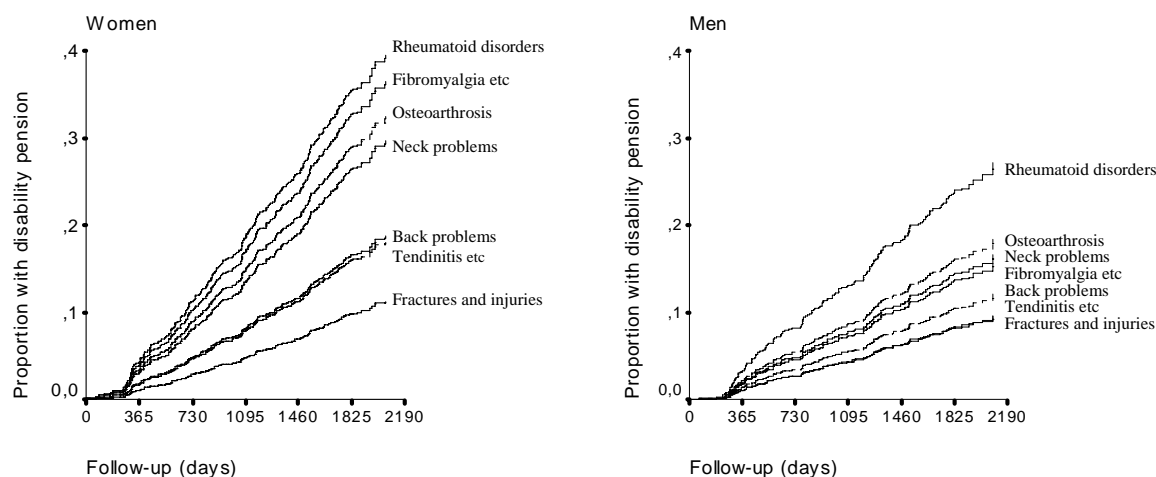 Women
Proportion with disability pension
,4
,3
,2
,1
0,0
0 365 730 1095 1460 1825 2190
Follow-up (days)
Rheumatoid disorders
Fibromyalgia etc
Osteoarthrosis
Neck problems
Back problems
Tendinitis etc
Fractures and injuries
Men
Proportion with disability pension
,4
,3
,2
,1
0,0
0 365 730 1095 1460 1825 2190
Follow-up (days)
Rheumatoid disorders
Osteoarthrosis
Neck problems
Fibromyalgia etc
Back problems
Tendinitis etc
Fractures and injuries